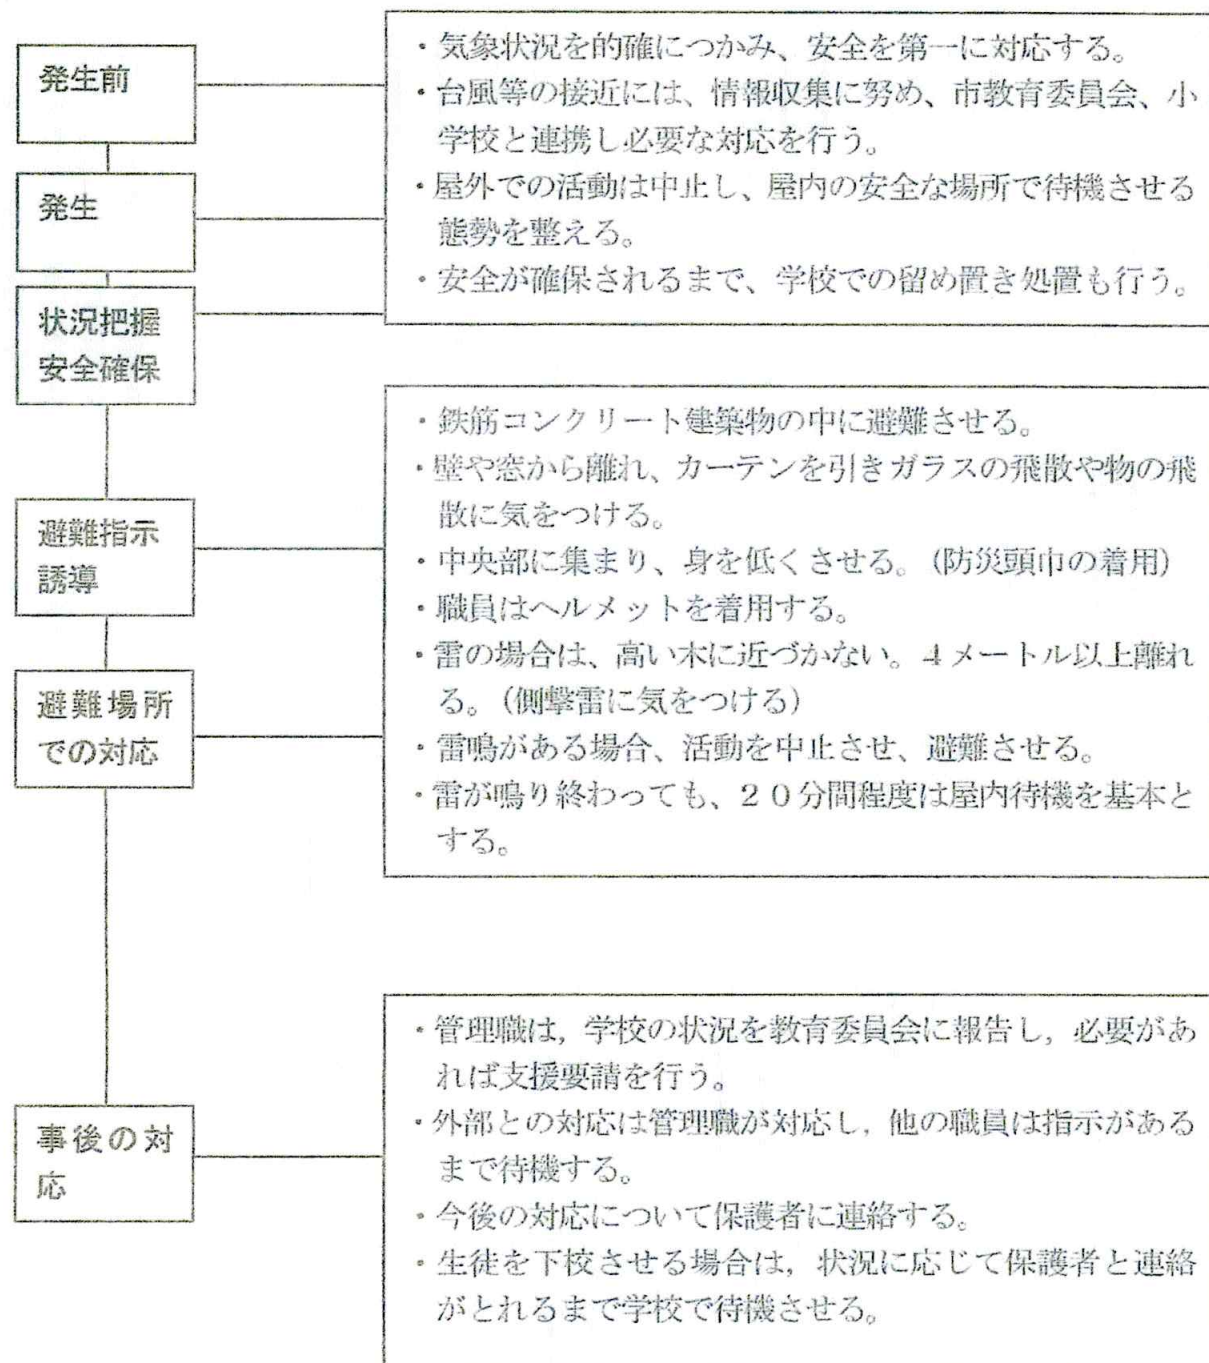 発生前
・気象状況を的確につかみ、安全を第一に対応する。
・台風等の接近には、情報収集に努め、市教育委員会、小
学校と連携し必要な対応を行う。
発生
・屋外での活動は中止し、屋内の安全な場所で待機させる
態勢を整える。
・安全が確保されるまで、学校での留め置き処置も行う。
状況把握
安全確保
・鉄筋コンクリート建築物の中に避難させる。
・壁や窓から離れ、カーテンを引きガラスの飛散や物の飛
散に気をつける。
避難指示
誘導
・中央部に集まり、身を低くさせる。(防災頭巾の着用)
・職員はヘルメットを着用する。
・雷の場合は、高い木に近づかない。4メートル以上離れ
る。(側撃雷に気をつける)
避難場所
での対応
・雷鳴がある場合、活動を中止させ、避難させる。
・雷が鳴り終わっても、20分間程度は屋内待機を基本と
する。
・管理職は,学校の状況を教育委員会に報告し,必要があ
れば支援要請を行う。
事後の対
応
・外部との対応は管理職が対応し,他の職員は指示がある
まで待機する。
・今後の対応について保護者に連絡する。
・生徒を下校させる場合は,状況に応じて保護者と連絡
がとれるまで学校で待機させる。